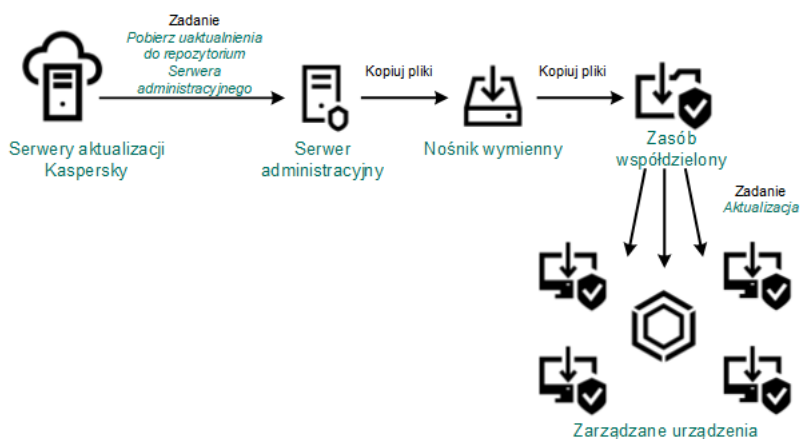 Zadanie
Pobierz uaktualnienia
do repozytorium
Serwera
administracyjnego
Kopiuj pliki
Kopiuj pliki
Serwery aktualizacji
Kaspersky
Serwer
administracyjny
Nośnik wymienny
Zasób
współdzielony
Zadanie
Aktualizacja
Zarządzane urządzenia